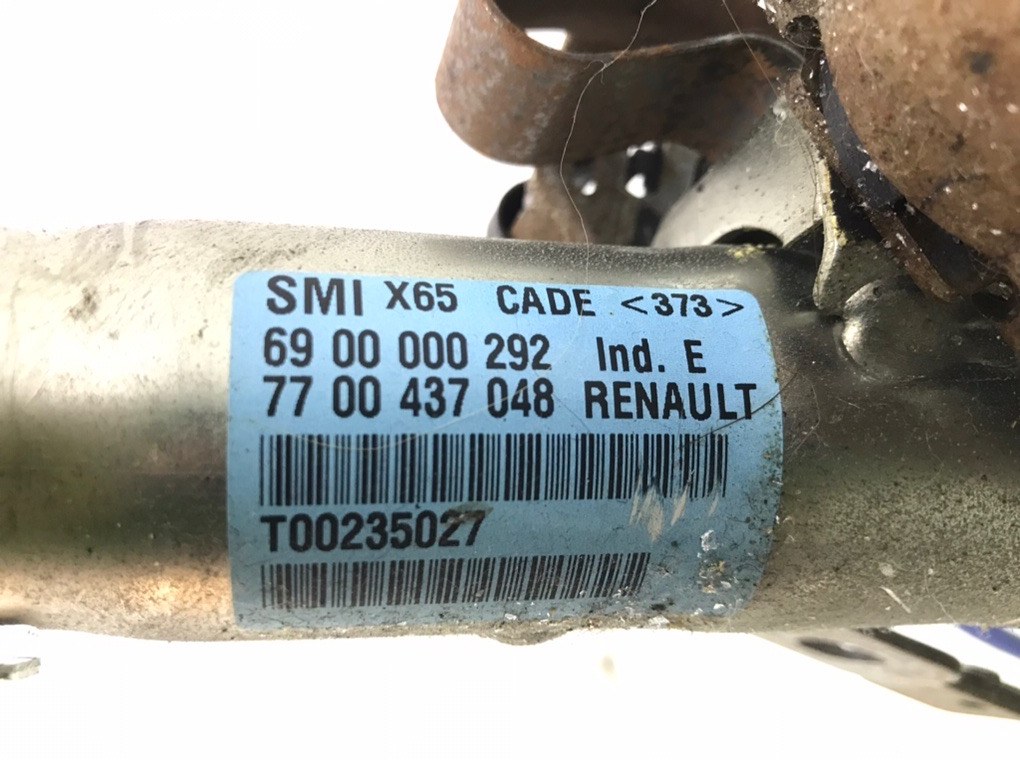 SMI X65 CADE <373>
69 00 000 292 Ind. E
77 00 437 048 RENAULT
T00235027